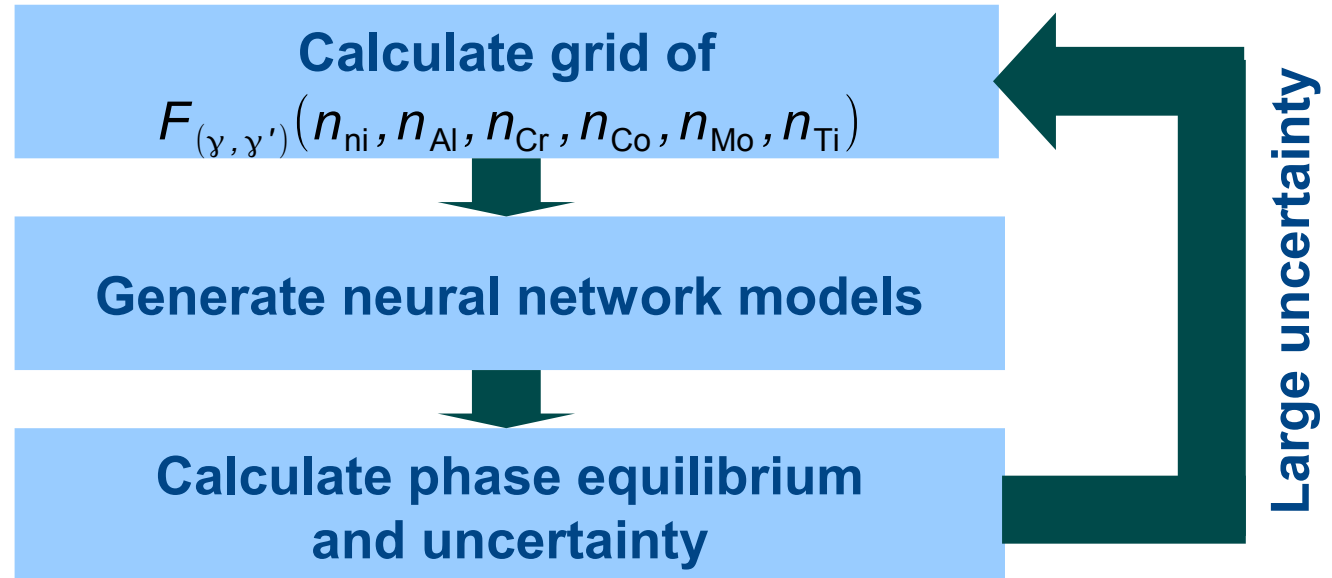 Calculate grid of
F(γ, γ')(nni, nAl, nCr, nCo, nMo, nTi)
Generate neural network models
Calculate phase equilibrium
and uncertainty
Large uncertainty